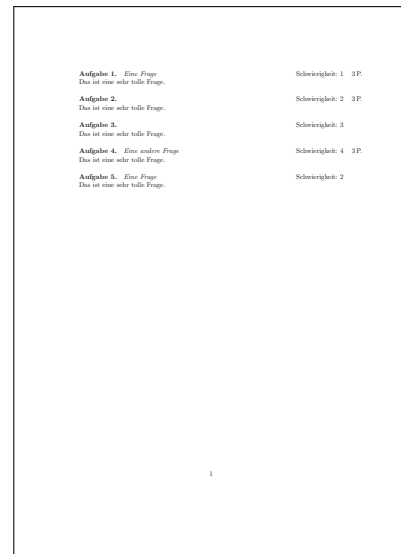 Aufgabe 1. Eine Frage Schwierigkeit: 1 3 P.
Das ist eine sehr tolle Frage.
Aufgabe 2. Schwierigkeit: 2 3 P.
Das ist eine sehr tolle Frage.
Aufgabe 3. Schwierigkeit: 3
Das ist eine sehr tolle Frage.
Aufgabe 4. Eine andere Frage Schwierigkeit: 4 3 P.
Das ist eine sehr tolle Frage.
Aufgabe 5. Eine Frage Schwierigkeit: 2
Das ist eine sehr tolle Frage.
1